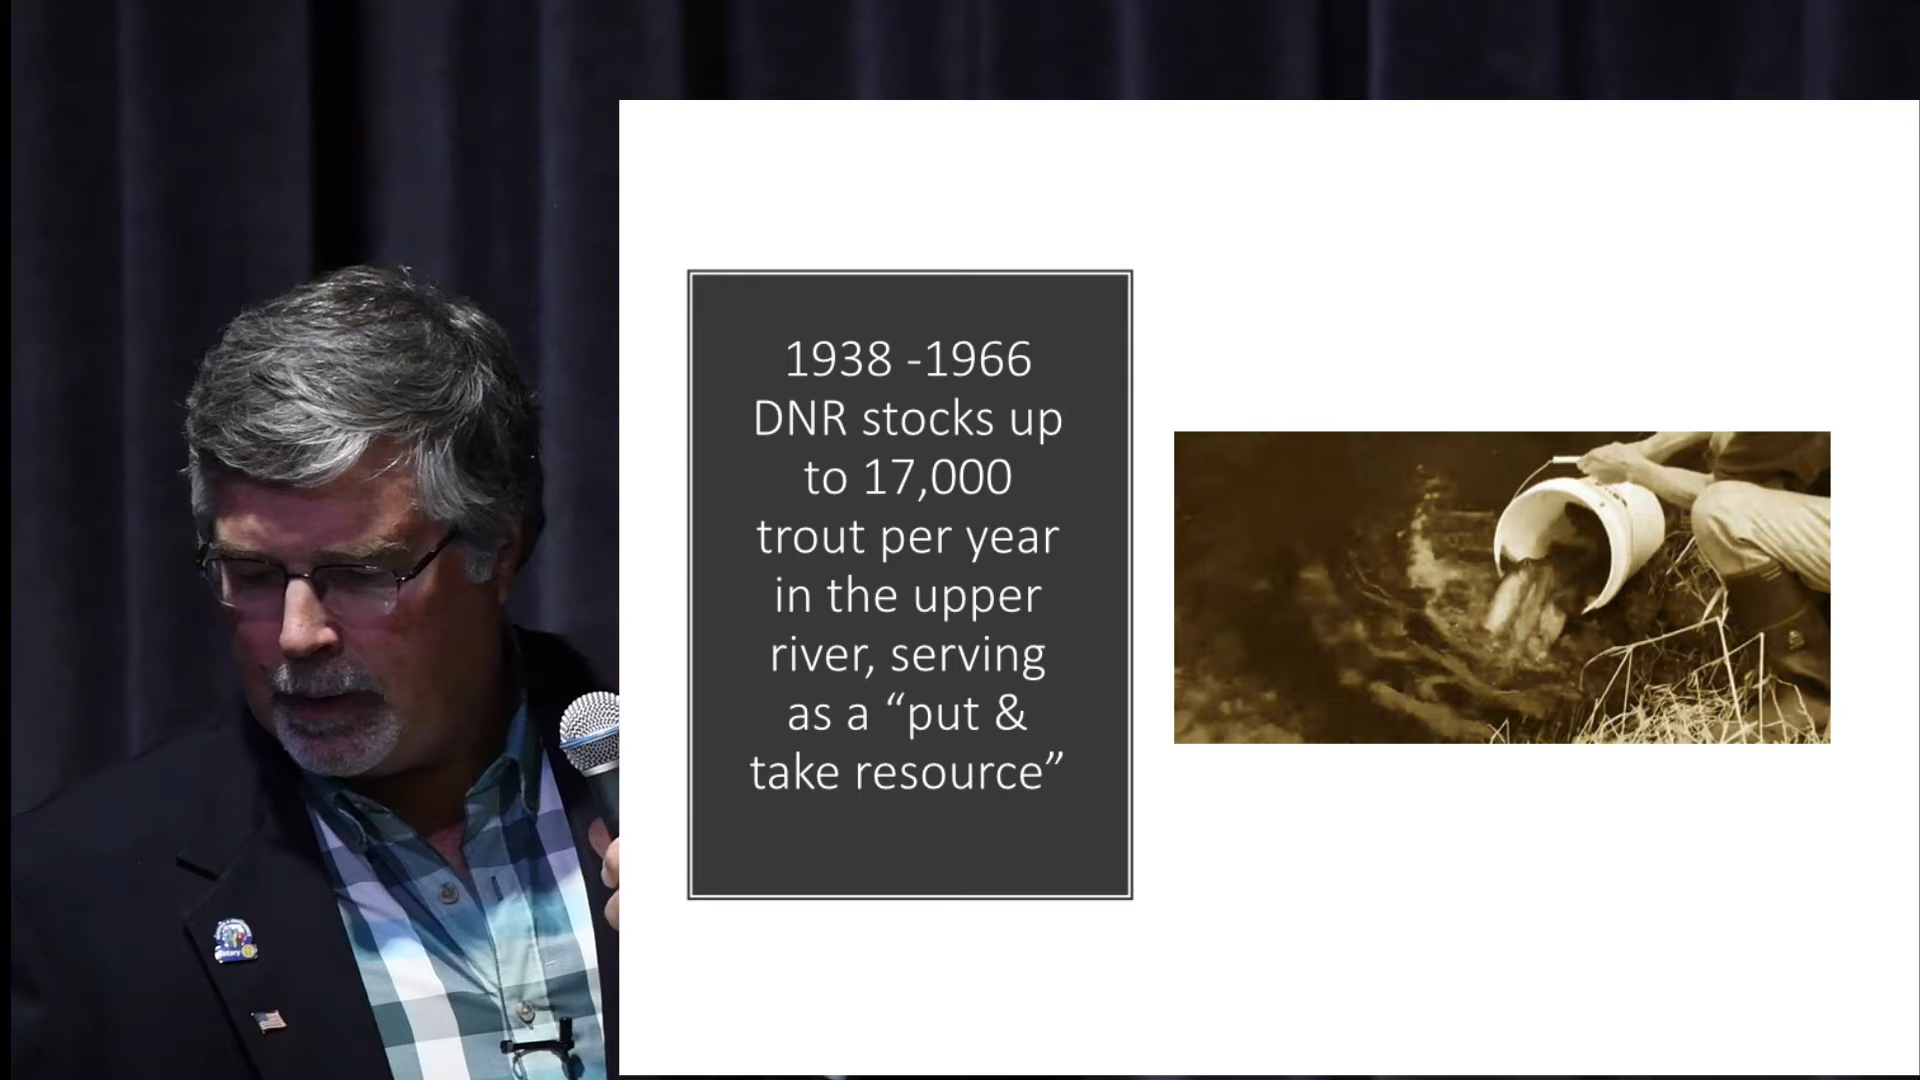 1938 -1966
DNR stocks up
to 17,000
trout per year
in the upper
river, serving
as a “put &
take resource”
Rotary